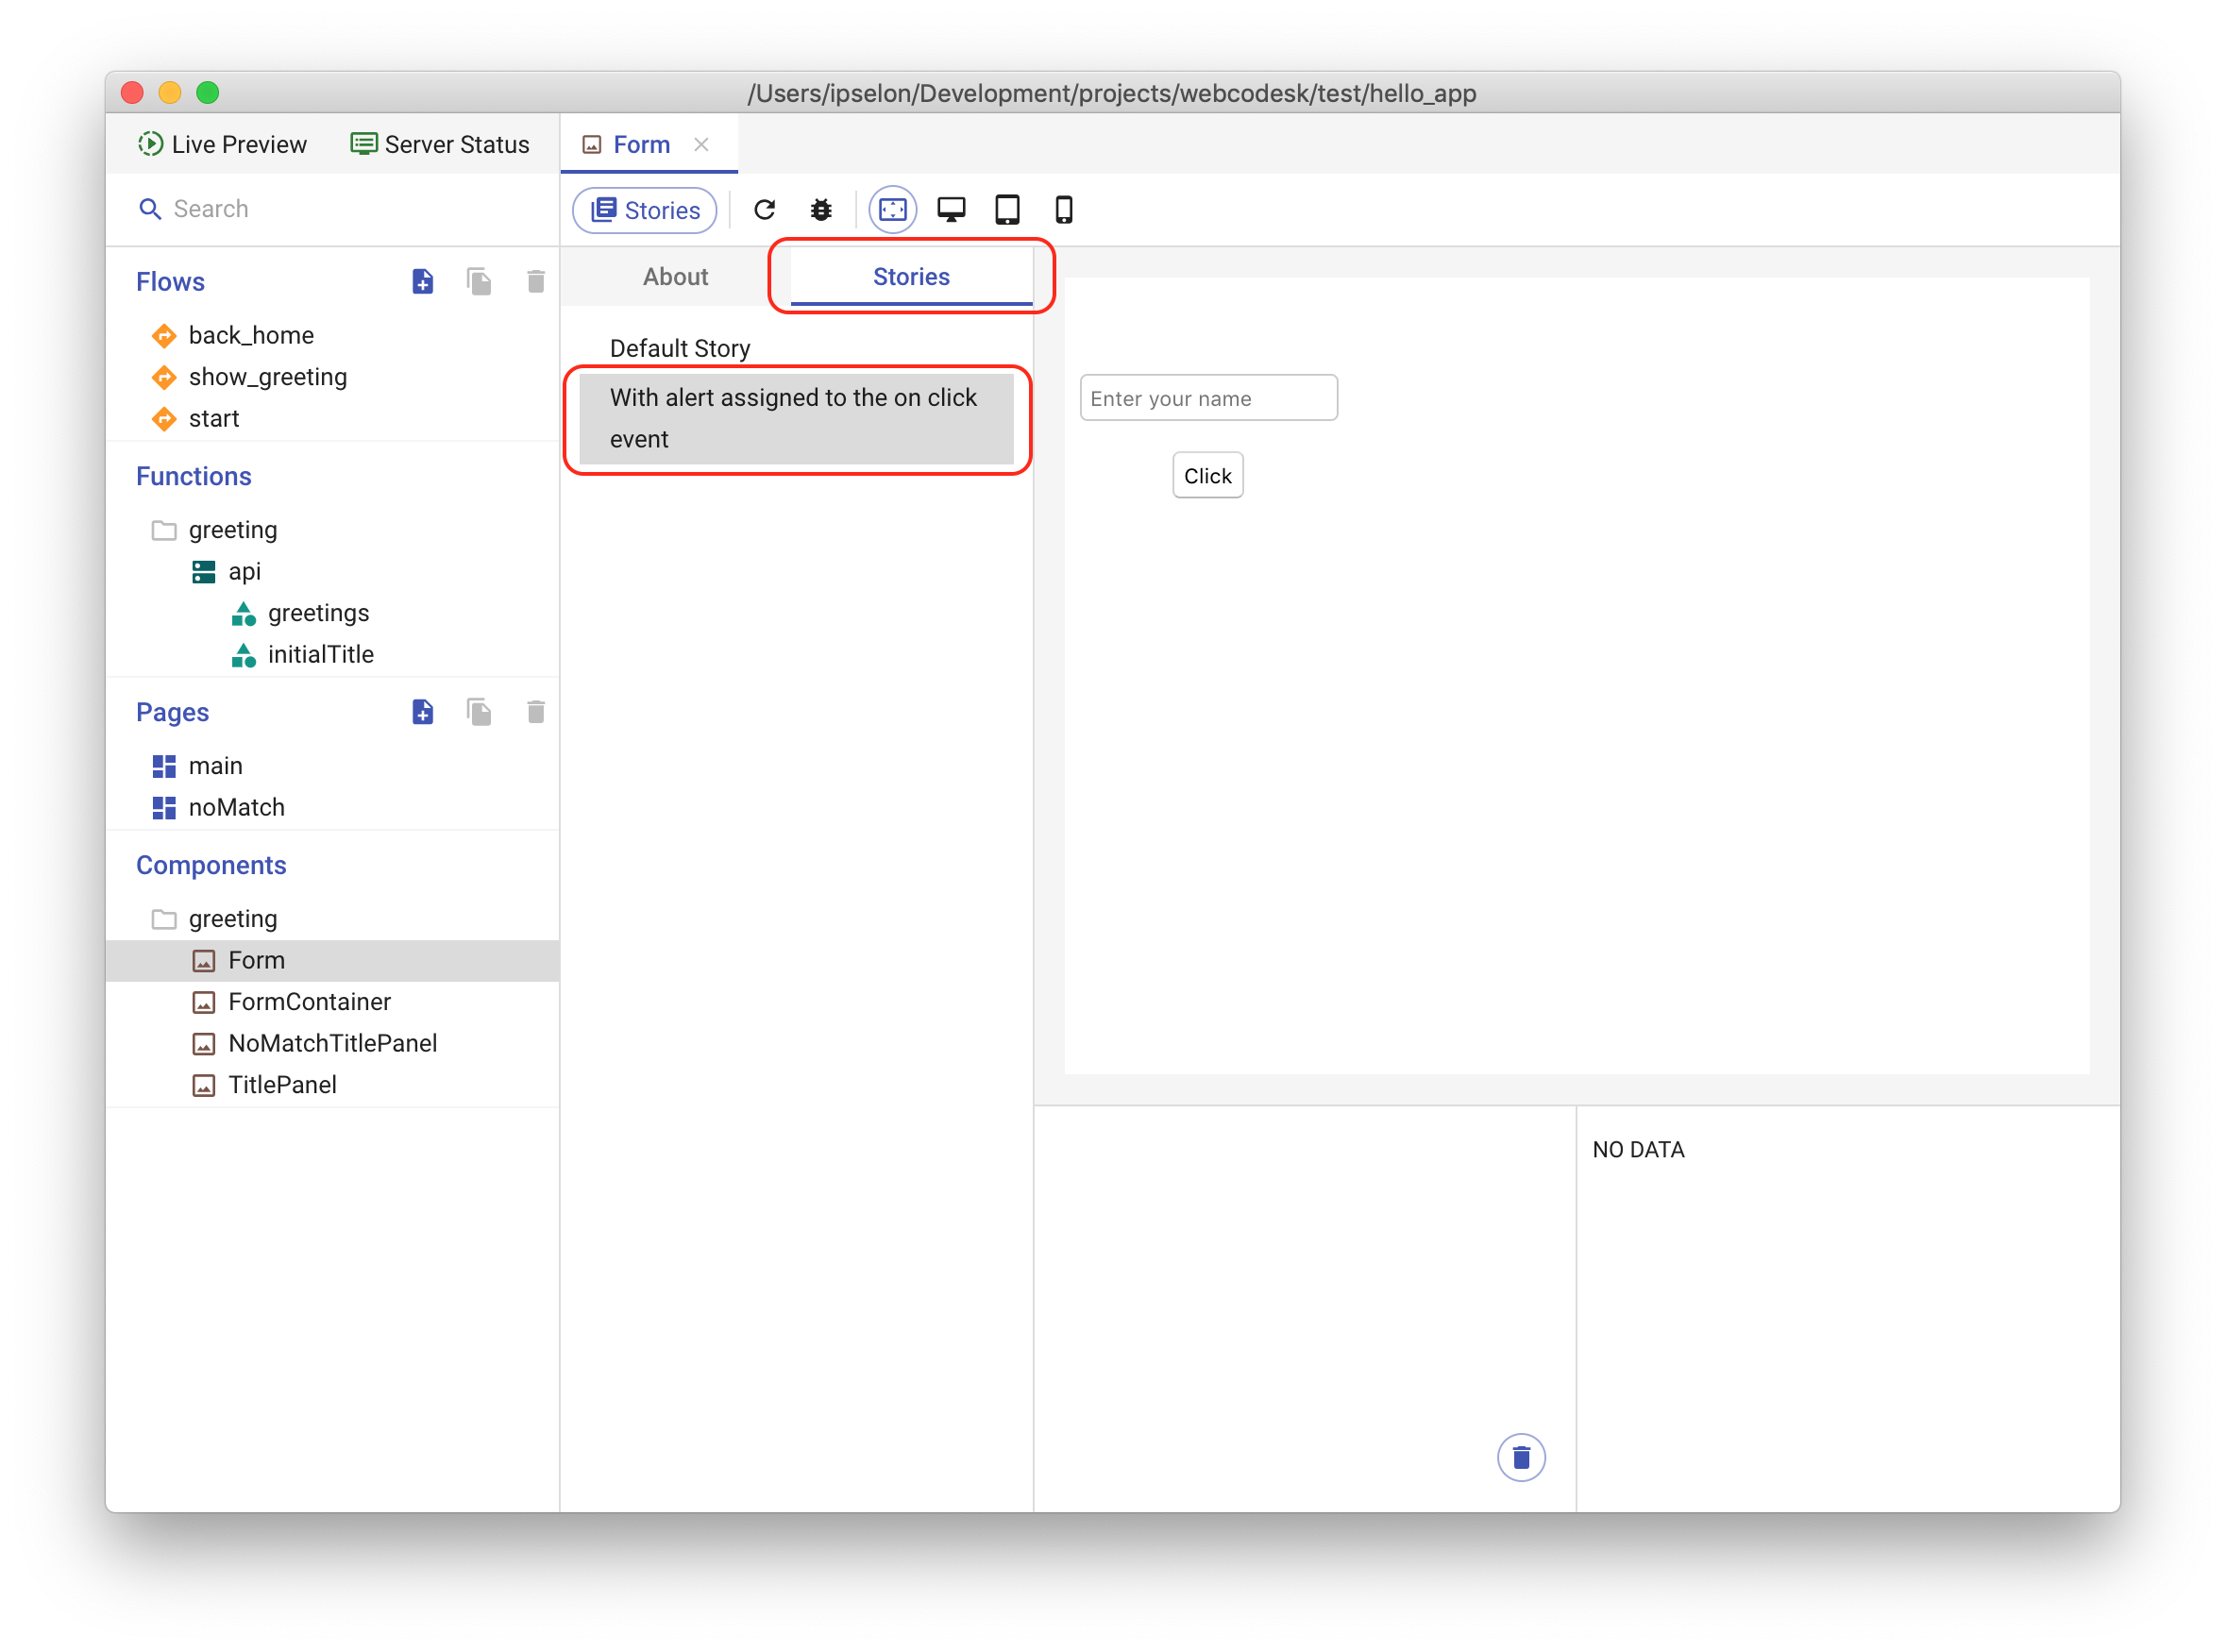 /Users/ipselon/Development/projects/webcodesk/test/hello_app
Live Preview
Server Status
Form
Search
Stories
Flows
back_home
show_greeting
start
Functions
greeting
api
greetings
initialTitle
Pages
main
noMatch
Components
greeting
Form
FormContainer
NoMatchTitlePanel
TitlePanel
About
Stories
Default Story
With alert assigned to the on click
event
Enter your name
Click
NO DATA